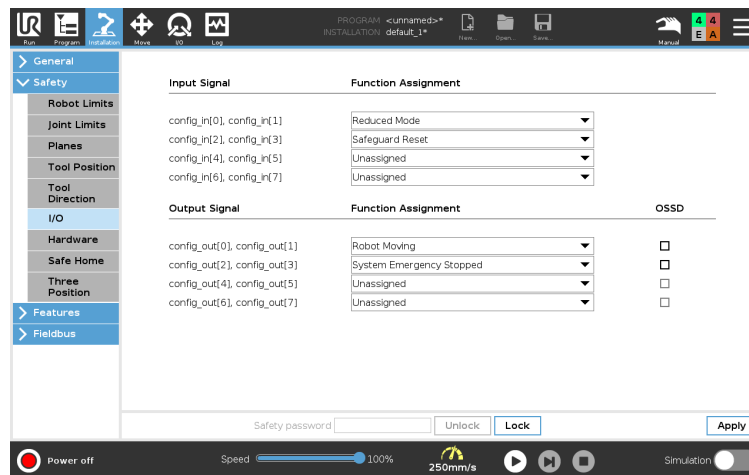 UR
Run
Program
Installation
Move
I/O
Log
PROGRAM <unnamed>*
INSTALLATION default_1*
New...
Open...
Save...
Manual
4 4
E A
General
Safety
Robot Limits
Joint Limits
Planes
Tool Position
Tool
Direction
I/O
Hardware
Safe Home
Three
Position
Features
Fieldbus
Input Signal Function Assignment
config_in[0], config_in[1] Reduced Mode
config_in[2], config_in[3] Safeguard Reset
config_in[4], config_in[5] Unassigned
config_in[6], config_in[7] Unassigned
Output Signal Function Assignment OSSD
config_out[0], config_out[1] Robot Moving
config_out[2], config_out[3] System Emergency Stopped
config_out[4], config_out[5] Unassigned
config_out[6], config_out[7] Unassigned
Safety password Unlock Lock Apply
Power off
Speed 100%
250mm/s
Simulation